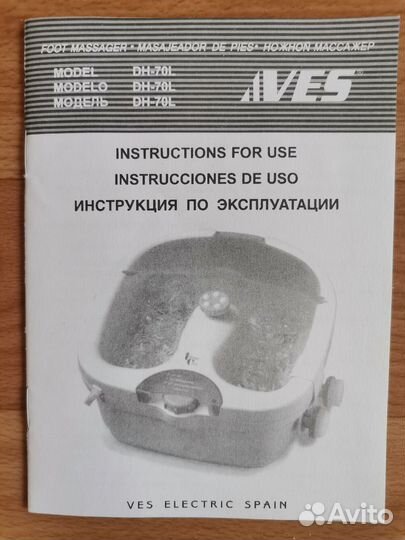 FOOT MASSAGER * MASAJEADOR DE PIES * НОЖНОЙ МАССАЖЕР
MODEL DH-70L
MODELO DH-70L
МОДЕЛЬ DH-70L
VES
INSTRUCTIONS FOR USE
INSTRUCCIONES DE USO
ИНСТРУКЦИЯ ПО ЭКСПЛУАТАЦИИ
VES ELECTRIC SPAIN
Avito